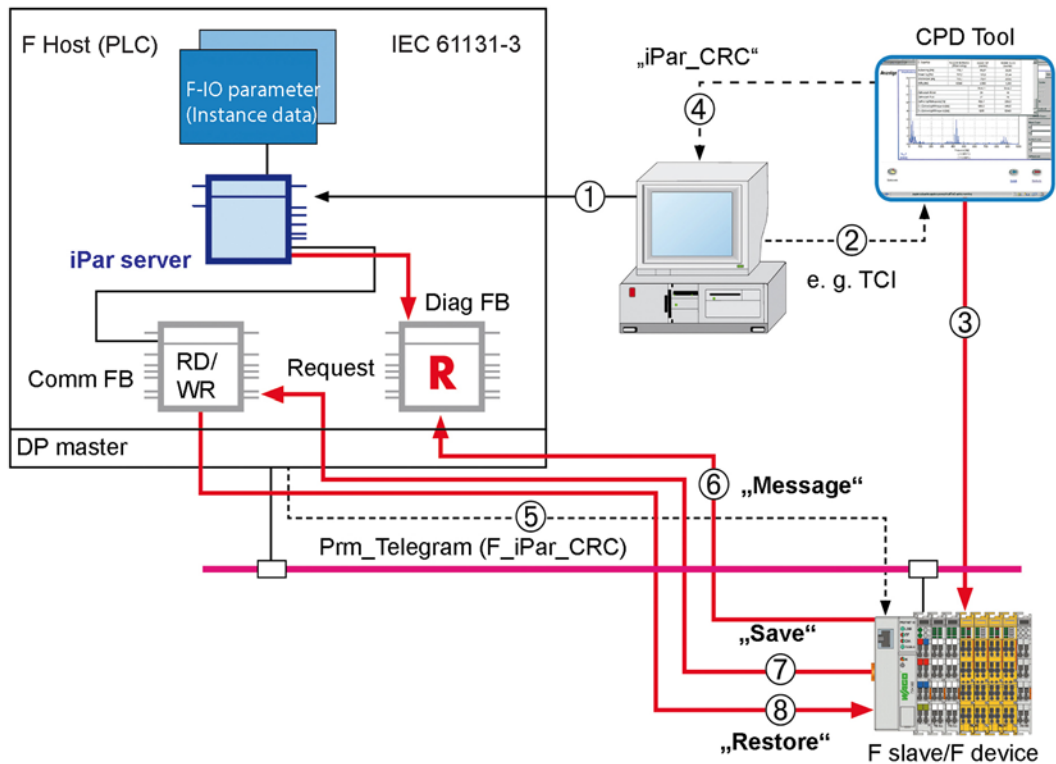 F Host (PLC)
IEC 61131-3
F-IO parameter
(Instance data)
iPar server
Diag FB
Comm FB
RD/
WR
Request
R
DP master
CPD Tool
„iPar_CRC“
4
1
2
e. g. TCI
3
6
„Message“
5
Prm_Telegram (F_iPar_CRC)
„Save“
7
8
„Restore“
WAGO
F slave/F device